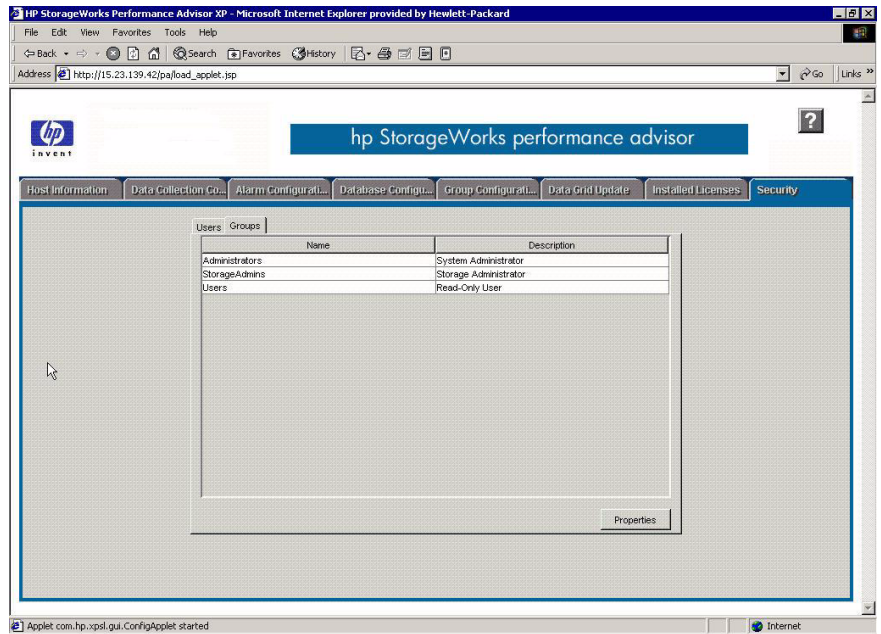 HP StorageWorks Performance Advisor XP - Microsoft Internet Explorer provided by Hewlett-Packard
File Edit View Favorites Tools Help
Back Search Favorites History
Address http://15.23.139.42/pa/load_applet.jsp Go Links »
hp
invent
hp StorageWorks performance advisor
?
Host Information Data Collection Co... Alarm Configurati... Database Configu... Group Configurati... Data Grid Update Installed Licenses Security
Users Groups
Name Description
Administrators System Administrator
StorageAdmins Storage Administrator
Users Read-Only User
Properties
Applet com.hp.xpsl.gui.ConfigApplet started Internet